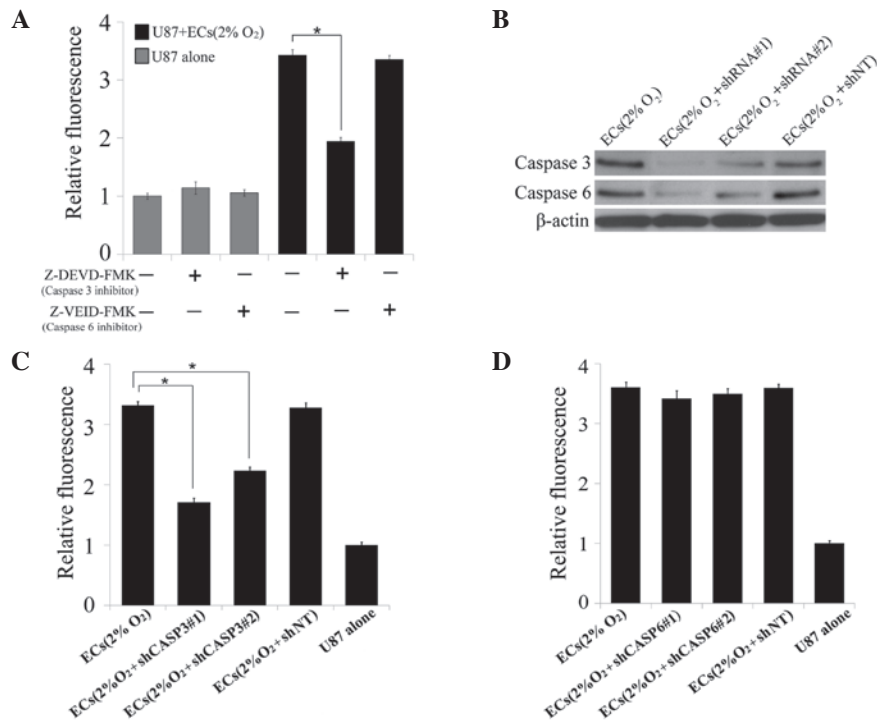 A
Relative fluorescence
4
3
2
1
0
U87+ECs(2% O₂)
U87 alone
*
Z-DEVD-FMK — + — — + —
(Caspase 3 inhibitor)
Z-VEID-FMK — — + — — +
(Caspase 6 inhibitor)
B
ECs(2% O₂)
ECs(2% O₂+shRNA#1)
ECs(2% O₂+shRNA#2)
ECs(2% O₂+shNT)
Caspase 3
Caspase 6
β-actin
C
Relative fluorescence
4
3
2
1
0
*
*
ECs(2% O₂)
ECs(2%O₂+shCASP3#1)
ECs(2%O₂+shCASP3#2)
ECs(2%O₂+shNT)
U87 alone
D
Relative fluorescence
4
3
2
1
0
ECs(2% O₂)
ECs(2%O₂+shCASP6#1)
ECs(2%O₂+shCASP6#2)
ECs(2%O₂+shNT)
U87 alone